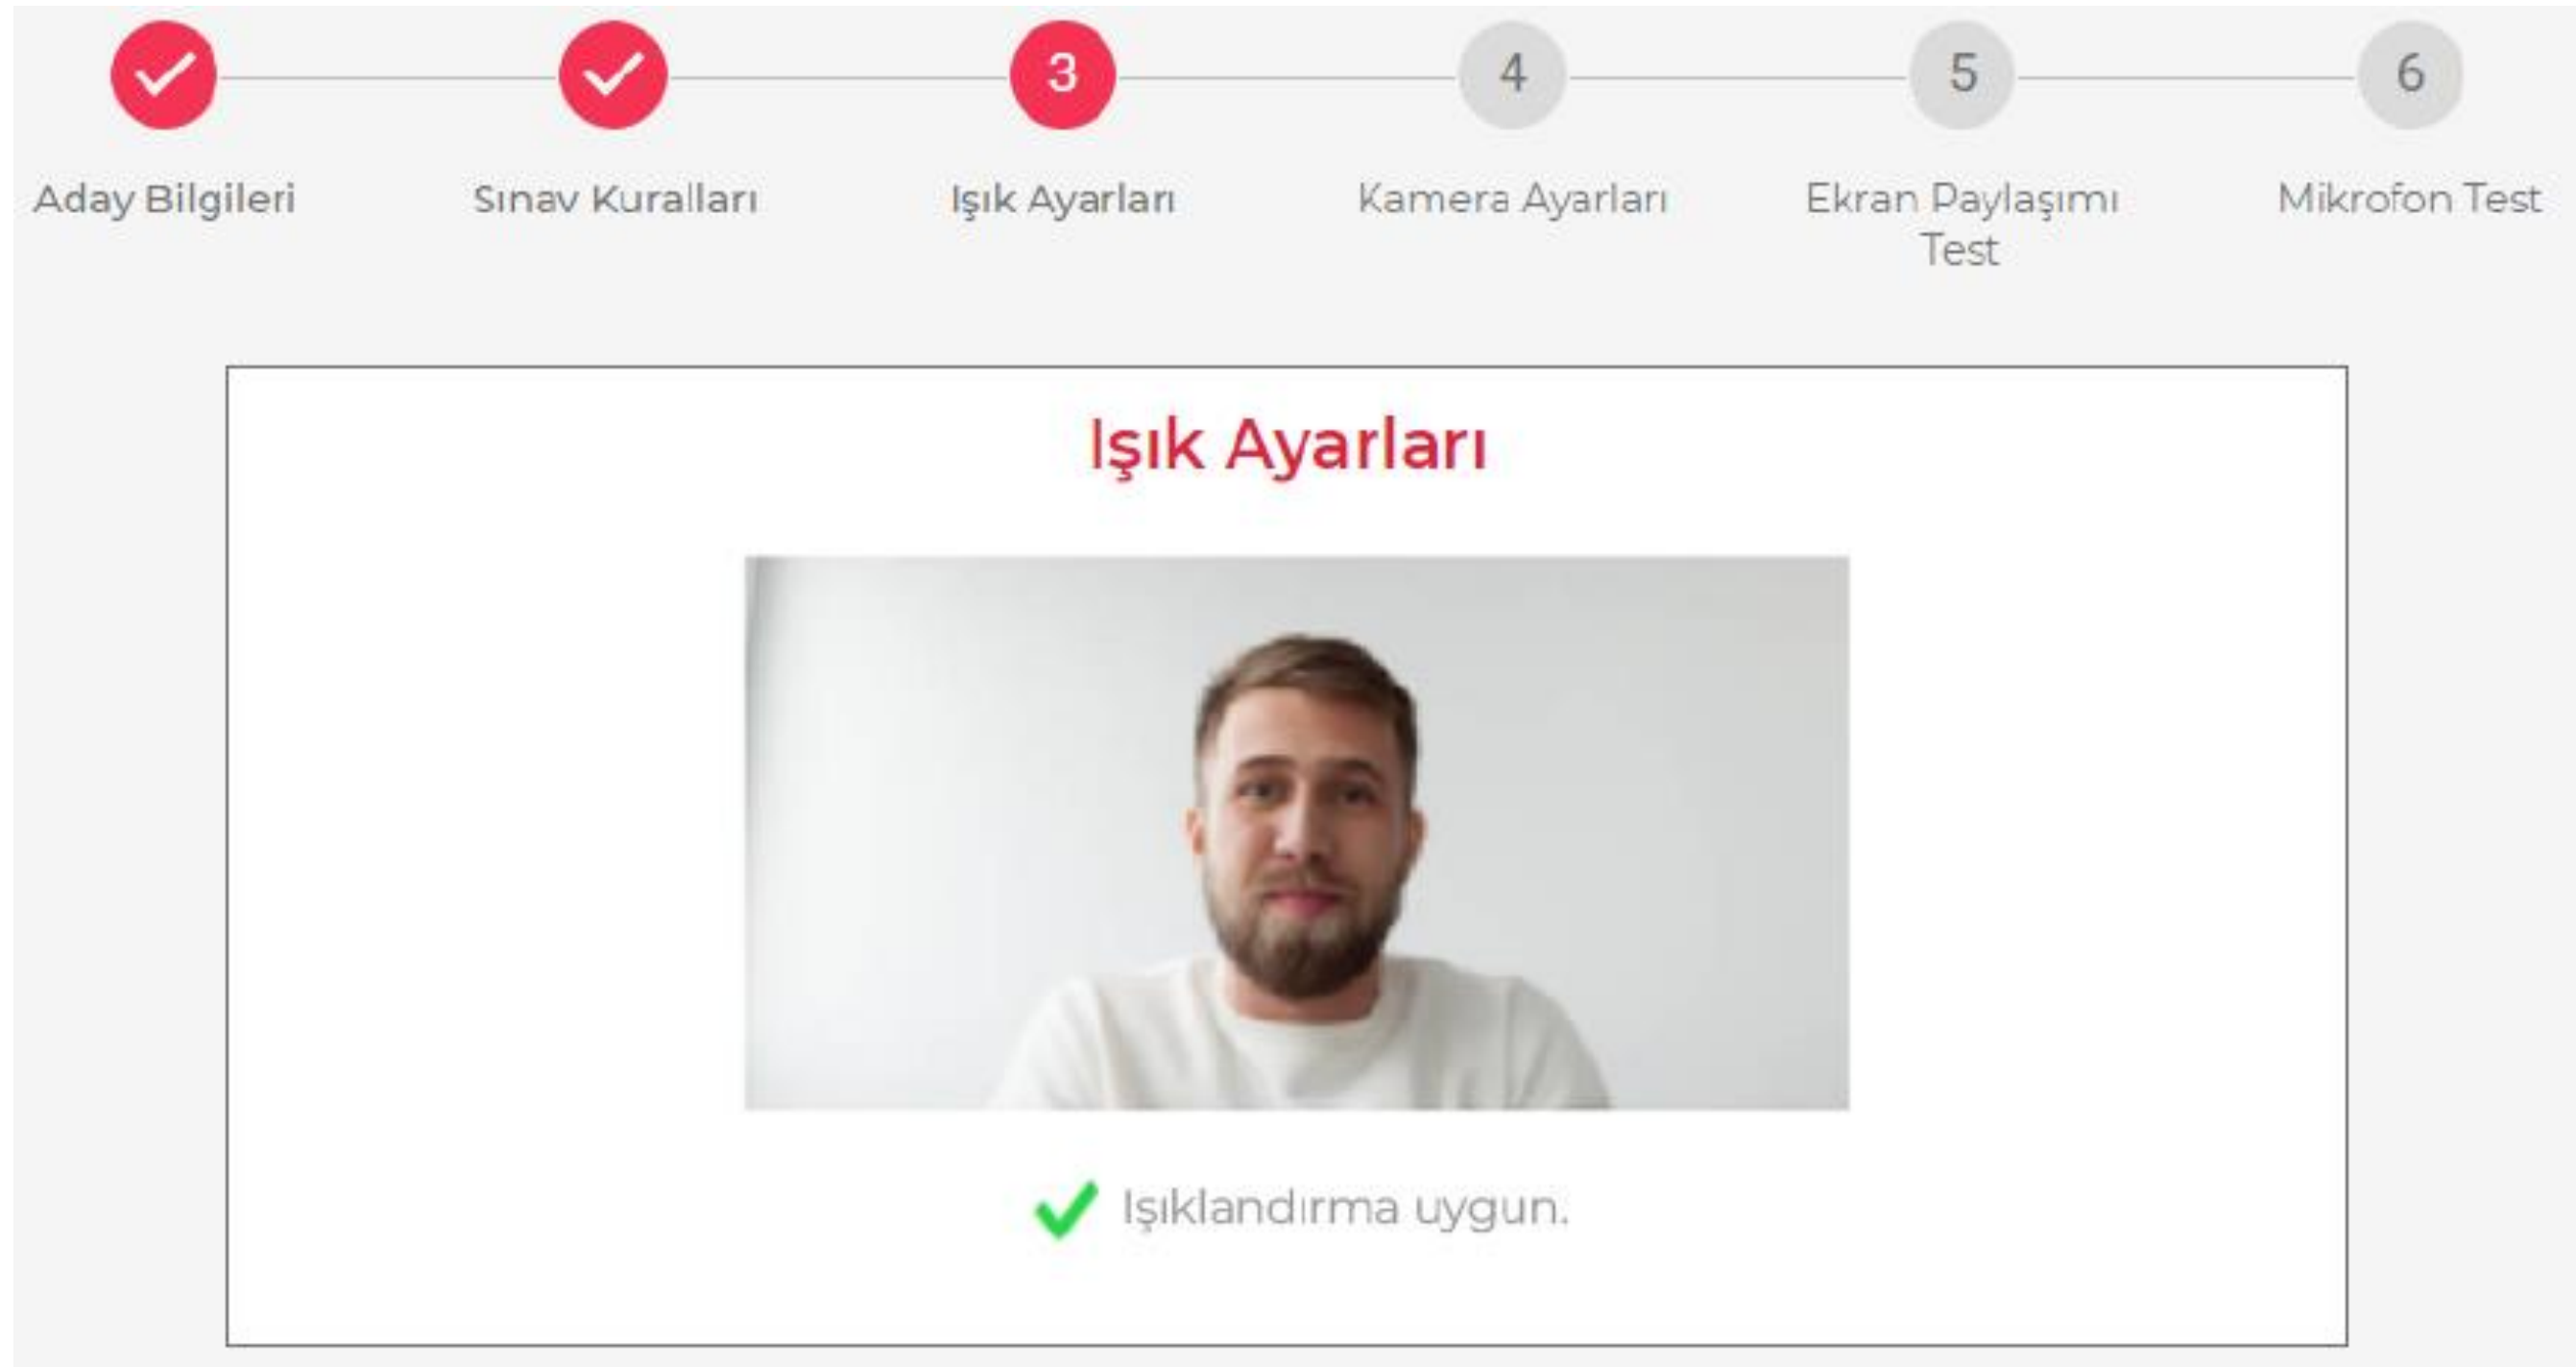 3
4
5
6
Aday Bilgileri
Sınav Kuralları
Işık Ayarları
Kamera Ayarları
Ekran Paylaşımı
Test
Mikrofon Test
Işık Ayarları
Işıklandırma uygun.